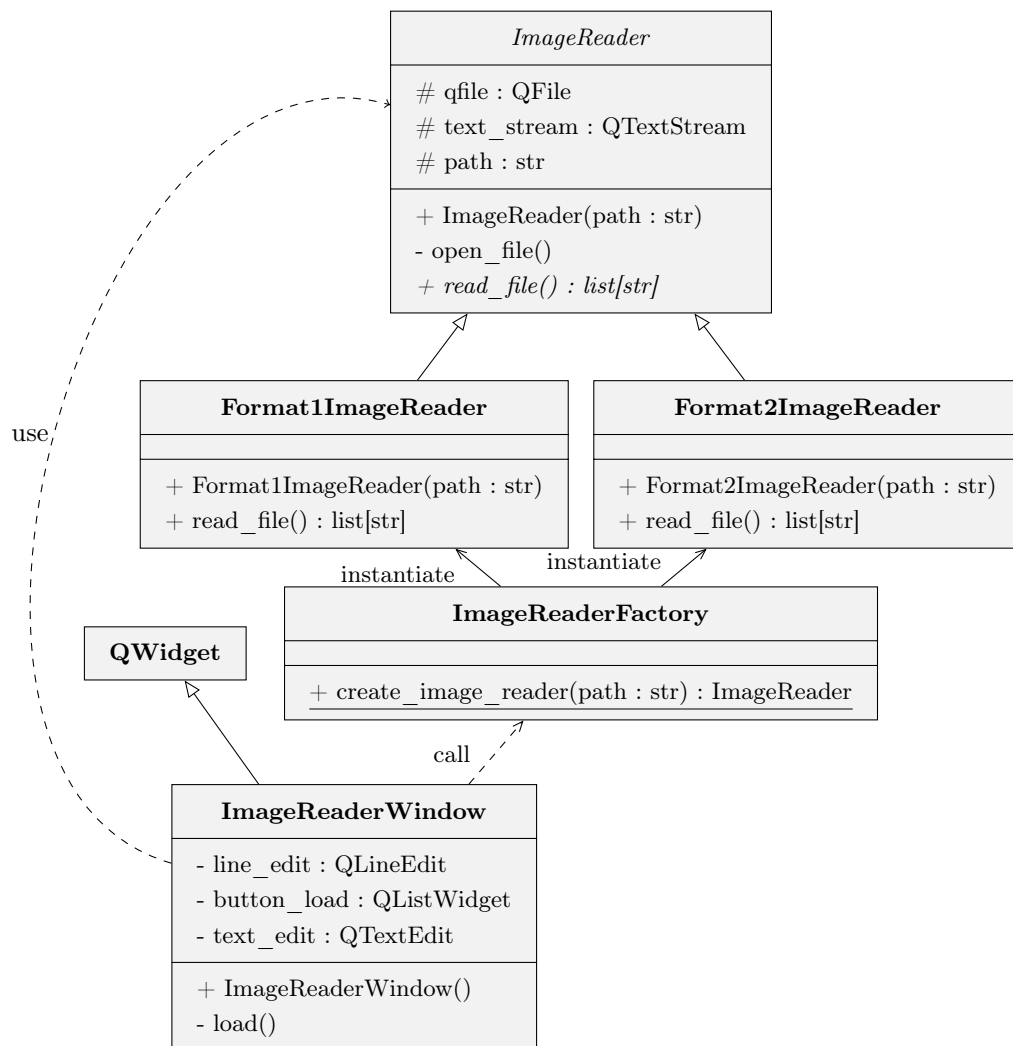 ImageReader
# qfile : QFile
# text_stream : QTextStream
# path : str
+ ImageReader(path : str)
- open_file()
+ read_file() : list[str]
use
Format1ImageReader
+ Format1ImageReader(path : str)
+ read_file() : list[str]
Format2ImageReader
+ Format2ImageReader(path : str)
+ read_file() : list[str]
instantiate
instantiate
ImageReaderFactory
+ create_image_reader(path : str) : ImageReader
QWidget
call
ImageReaderWindow
- line_edit : QLineEdit
- button_load : QListWidget
- text_edit : QTextEdit
+ ImageReaderWindow()
- load()